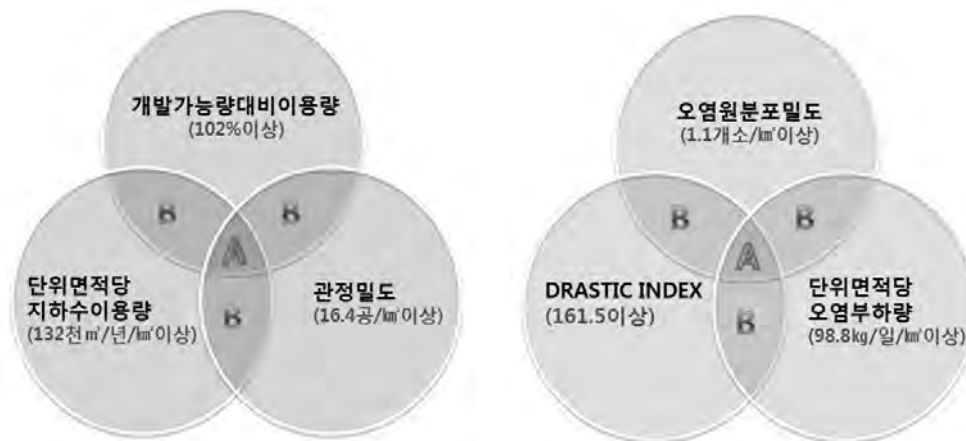 개발가능량대비이용량
(102%이상)
B
B
A
단위면적당
지하수이용량
(132천㎥/년/㎢이상)
관정밀도
(16.4공/㎢이상)
B
오염원분포밀도
(1.1개소/㎢이상)
B
B
A
DRASTIC INDEX
(161.5이상)
단위면적당
오염부하량
(98.8kg/일/㎢이상)
B